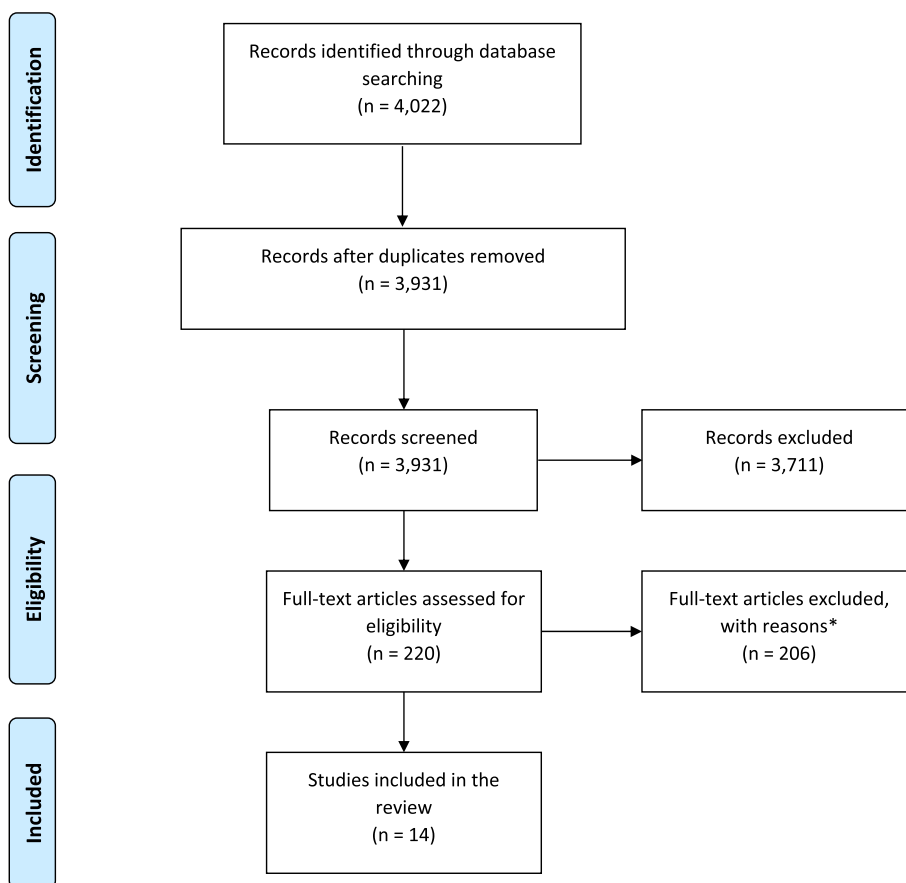 Identification
Records identified through database
searching
(n = 4,022)
Screening
Records after duplicates removed
(n = 3,931)
Records screened
(n = 3,931)
Records excluded
(n = 3,711)
Eligibility
Full-text articles assessed for
eligibility
(n = 220)
Full-text articles excluded,
with reasons*
(n = 206)
Included
Studies included in the
review
(n = 14)